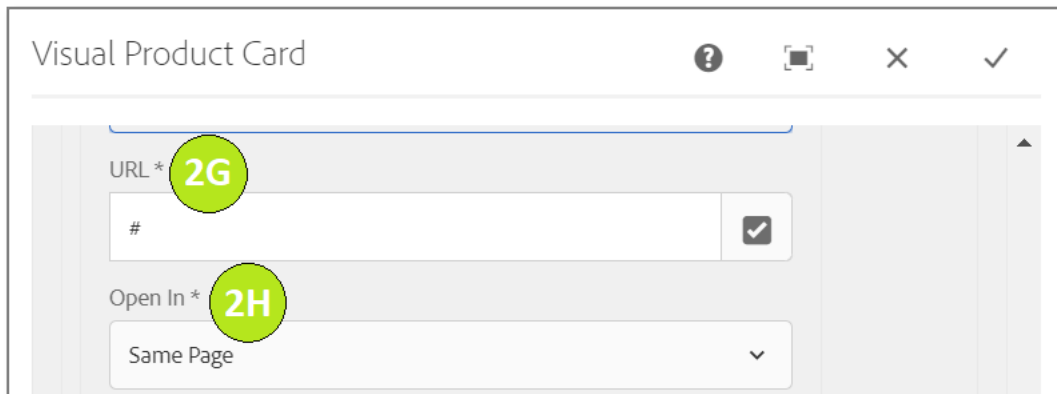 Visual Product Card
URL * 2G
#
Open In * 2H
Same Page